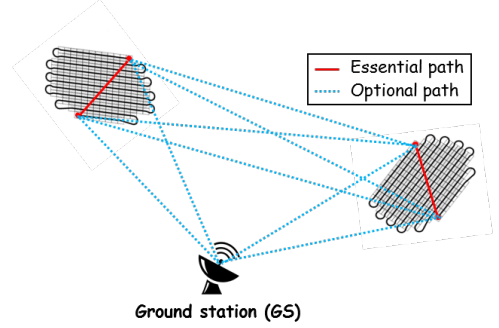 Essential path
Optional path
Ground station (GS)